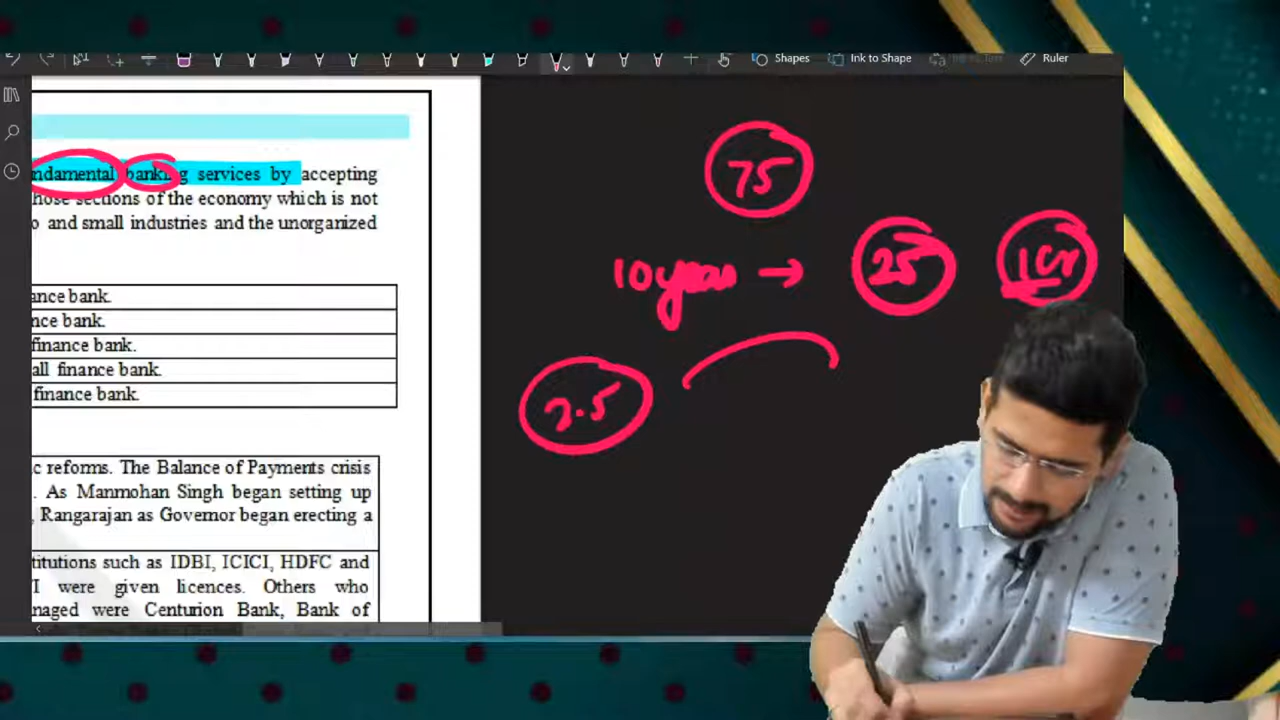 Shapes
Ink to Shape
Ruler
ndamental banking services by accepting
those sections of the economy which is not
o and small industries and the unorganized
ance bank.
nce bank.
finance bank.
all finance bank.
finance bank.
c reforms. The Balance of Payments crisis
. As Manmohan Singh began setting up
, Rangarajan as Governor began erecting a
titutions such as IDBI, ICICI, HDFC and
I were given licences. Others who
naged were Centurion Bank, Bank of
75
10 years → 25 1Cr
2.5